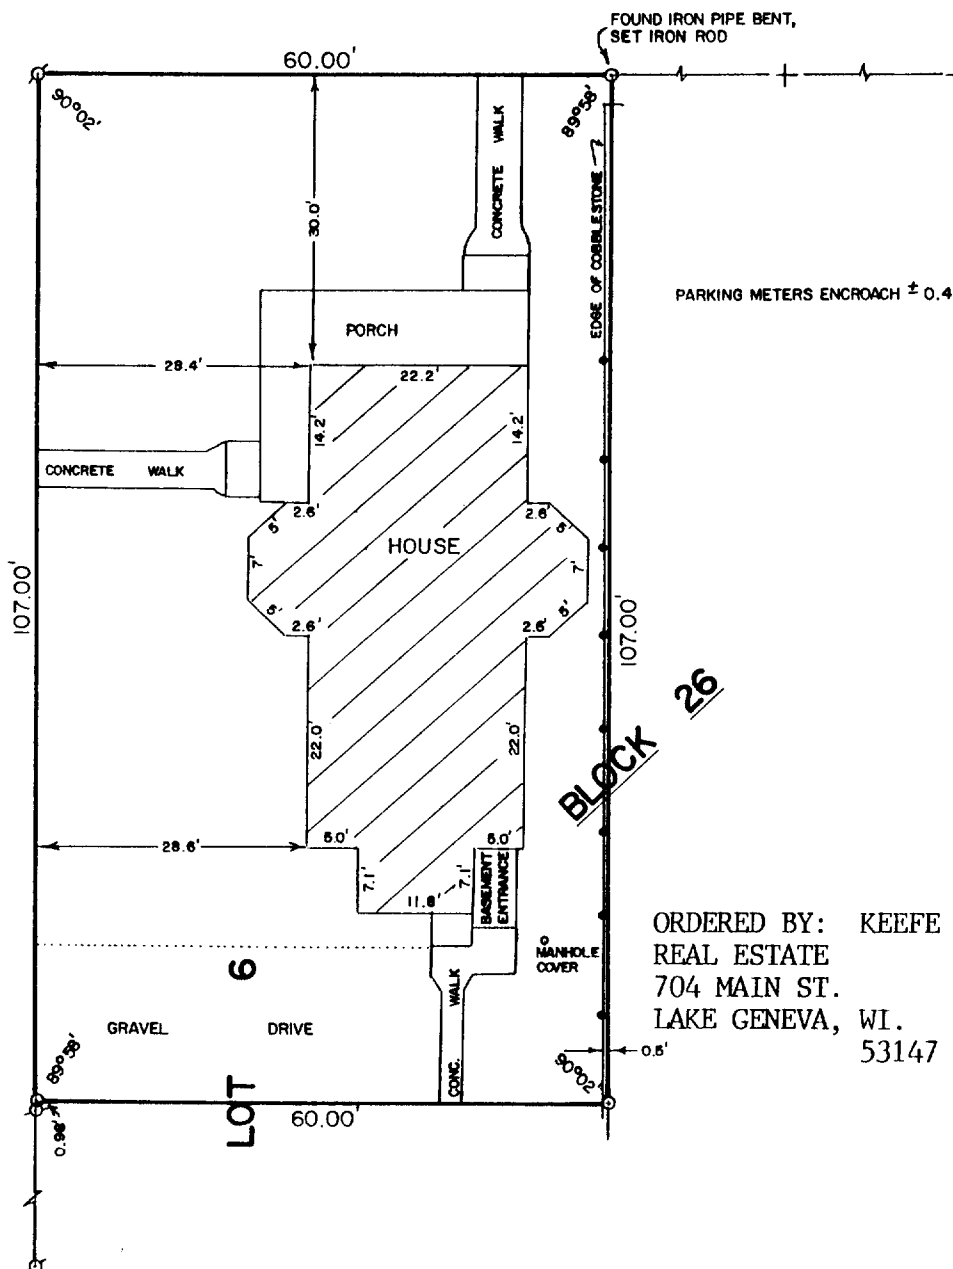 FOUND IRON PIPE BENT,
SET IRON ROD
60.00'
90°02'
89°58'
CONCRETE WALK
30.0'
EDGE OF COBBLESTONE
PARKING METERS ENCROACH ± 0.4
PORCH
28.4'
22.2'
14.2'
14.2'
CONCRETE WALK
2.6'
2.6'
5'
5'
HOUSE
7'
7'
5'
5'
2.6'
2.6'
107.00'
107.00'
BLOCK 26
22.0'
22.0'
28.6'
5.0'
5.0'
7.1'
7.1'
11.8'
BASEMENT
ENTRANCE
MANHOLE
COVER
ORDERED BY: KEEFE
REAL ESTATE
704 MAIN ST.
LAKE GENEVA, WI.
53147
LOT 6
GRAVEL DRIVE
CONC. WALK
0.5'
89°58'
90°02'
60.00'
0.98'